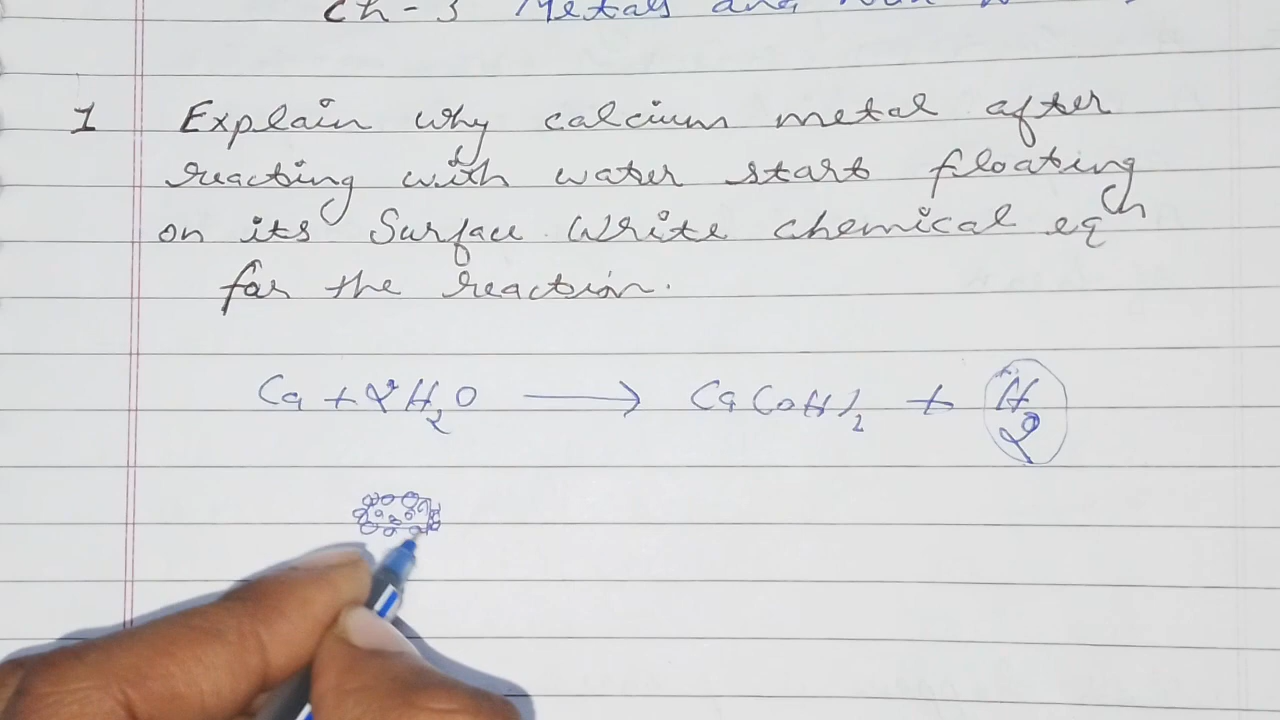 Ch - 3 Metals and Non
1 Explain why calcium metal after
reacting with water start floating
on its Surface. Write chemical eqn
for the reaction.
Ca + 2H₂O → Ca(OH)₂ + H₂